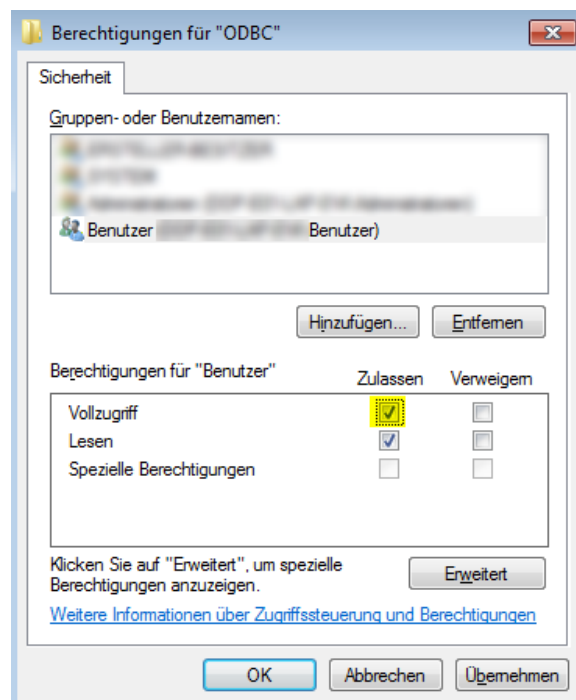 Berechtigungen für "ODBC"
Sicherheit
Gruppen- oder Benutzernamen:
Benutzer Benutzer)
Hinzufügen...
Entfernen
Berechtigungen für "Benutzer"
Zulassen
Verweigern
Vollzugriff
Lesen
Spezielle Berechtigungen
Klicken Sie auf "Erweitert", um spezielle
Berechtigungen anzuzeigen.
Erweitert
Weitere Informationen über Zugriffssteuerung und Berechtigungen
OK
Abbrechen
Übernehmen